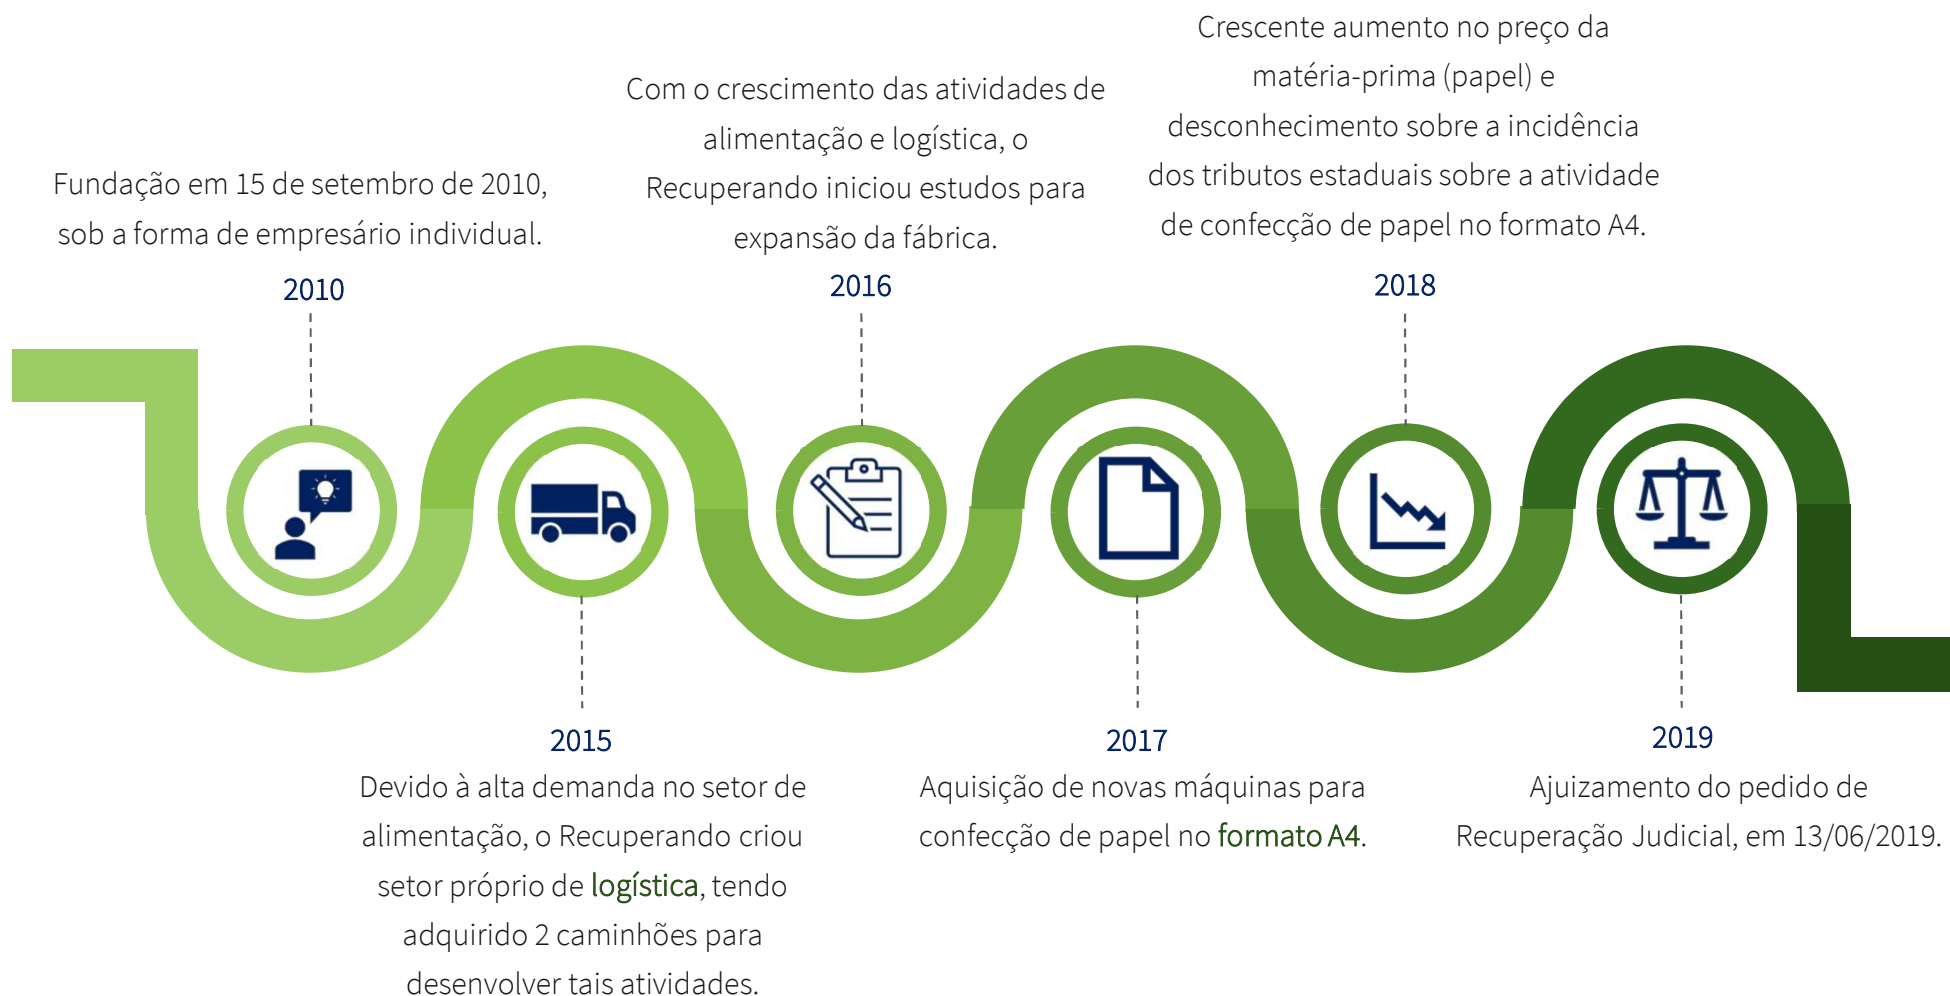 Fundação em 15 de setembro de 2010,
sob a forma de empresário individual.
2010
Devido à alta demanda no setor de
alimentação, o Recuperando criou
setor próprio de logística, tendo
adquirido 2 caminhões para
desenvolver tais atividades.
2015
Com o crescimento das atividades de
alimentação e logística, o
Recuperando iniciou estudos para
expansão da fábrica.
2016
2017
Aquisição de novas máquinas para
confecção de papel no formato A4.
Crescente aumento no preço da
matéria-prima (papel) e
desconhecimento sobre a incidência
dos tributos estaduais sobre a atividade
de confecção de papel no formato A4.
2018
2019
Ajuizamento do pedido de
Recuperação Judicial, em 13/06/2019.